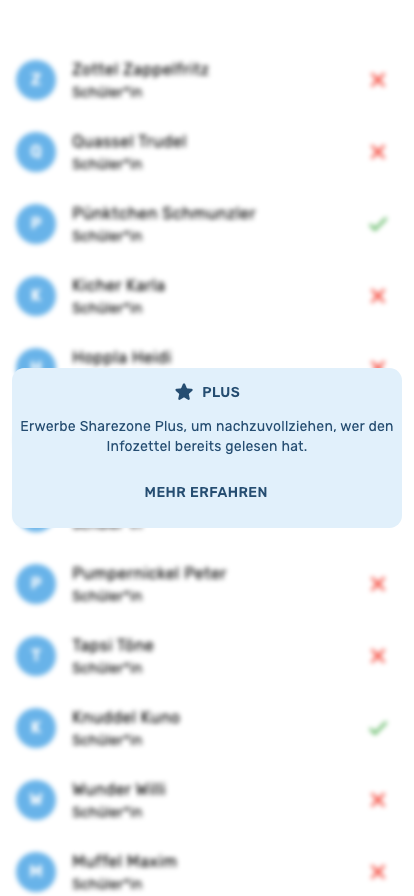 Z
Zottel Zappelfritz
Schüler*in
Q
Quassel Trudel
Schüler*in
P
Pünktchen Schmunzler
Schüler*in
K
Kicher Karla
Schüler*in
Hoppla Heidi
PLUS
Erwerbe Sharezone Plus, um nachzuvollziehen, wer den
Infozettel bereits gelesen hat.
MEHR ERFAHREN
P
Pumpernickel Peter
Schüler*in
T
Tapsi Töne
Schüler*in
K
Knuddel Kuno
Schüler*in
W
Wunder Willi
Schüler*in
M
Muffel Maxim
Schüler*in